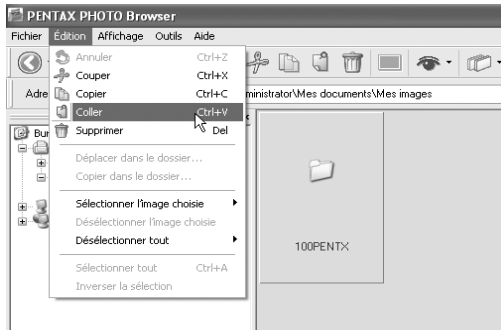 PENTAX PHOTO Browser
Fichier Édition Affichage Outils Aide
Annuler Ctrl+Z
Couper Ctrl+X
Copier Ctrl+C
Coller Ctrl+V
Supprimer Del
Déplacer dans le dossier...
Copier dans le dossier...
Sélectionner l'image choisie
Désélectionner l'image choisie
Désélectionner tout
Sélectionner tout Ctrl+A
Inverser la sélection
Adre
ministrator\Mes documents\Mes images
Bur
100PENTX